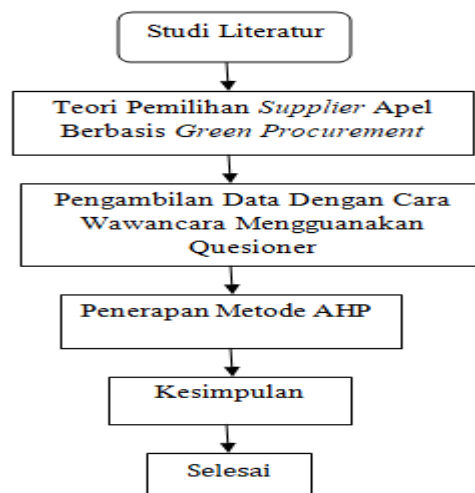 Studi Literatur
Teori Pemilihan Supplier Apel
Berbasis Green Procurement
Pengambilan Data Dengan Cara
Wawancara Mengguanakan
Quesioner
Penerapan Metode AHP
Kesimpulan
Selesai